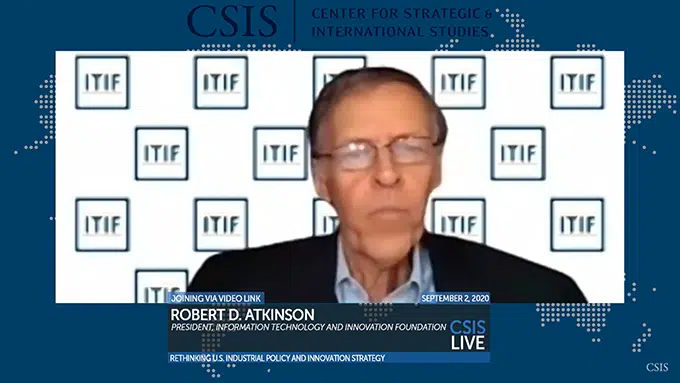 CSIS
CENTER FOR STRATEGIC &
INTERNATIONAL STUDIES
ITIF ITIF ITIF ITIF
ITIF ITIF ITIF
ITIF ITIF ITIF ITIF ITIF
ITIF
JOINING VIA VIDEO LINK
SEPTEMBER 2, 2020
ROBERT D. ATKINSON
PRESIDENT, INFORMATION TECHNOLOGY AND INNOVATION FOUNDATION
CSIS
LIVE
RETHINKING U.S. INDUSTRIAL POLICY AND INNOVATION STRATEGY
CSIS